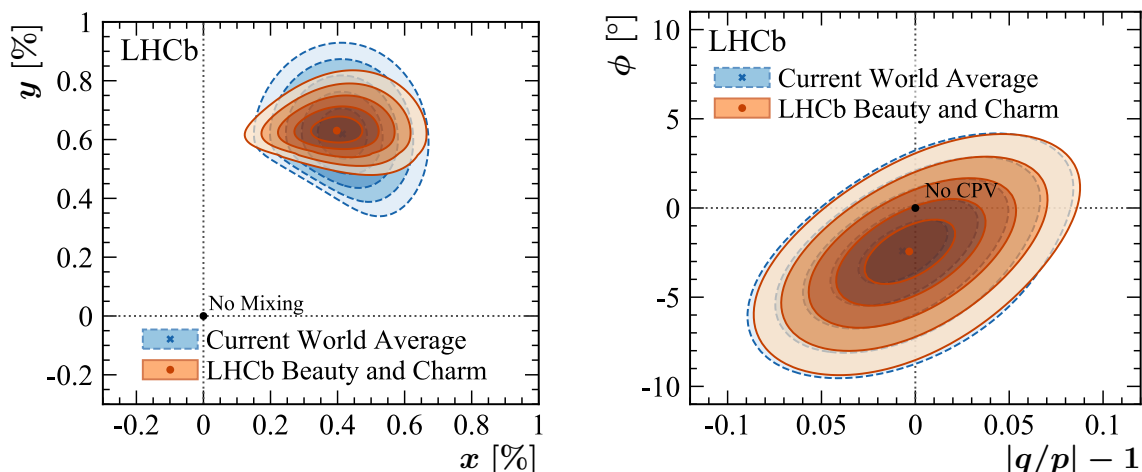 LHCb
y [%]
1
0.8
0.6
0.4
0.2
0
-0.2
No Mixing
Current World Average
LHCb Beauty and Charm
-0.2 0 0.2 0.4 0.6 0.8 1
x [%]
LHCb
ϕ [°]
Current World Average
LHCb Beauty and Charm
10
5
0
-5
-10
No CPV
-0.1 0.05 0 0.05 0.1
|q/p| − 1